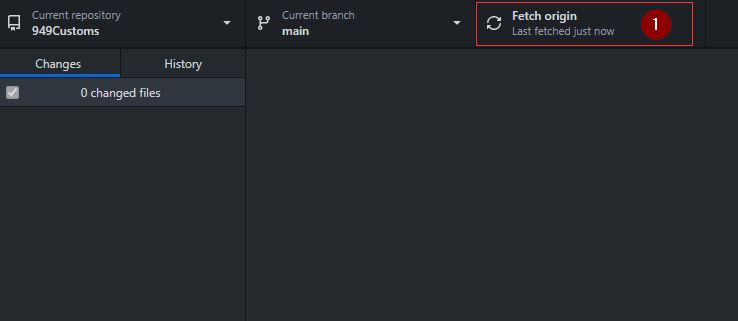 Current repository
949Customs
Current branch
main
Fetch origin
Last fetched just now
1
Changes
History
0 changed files